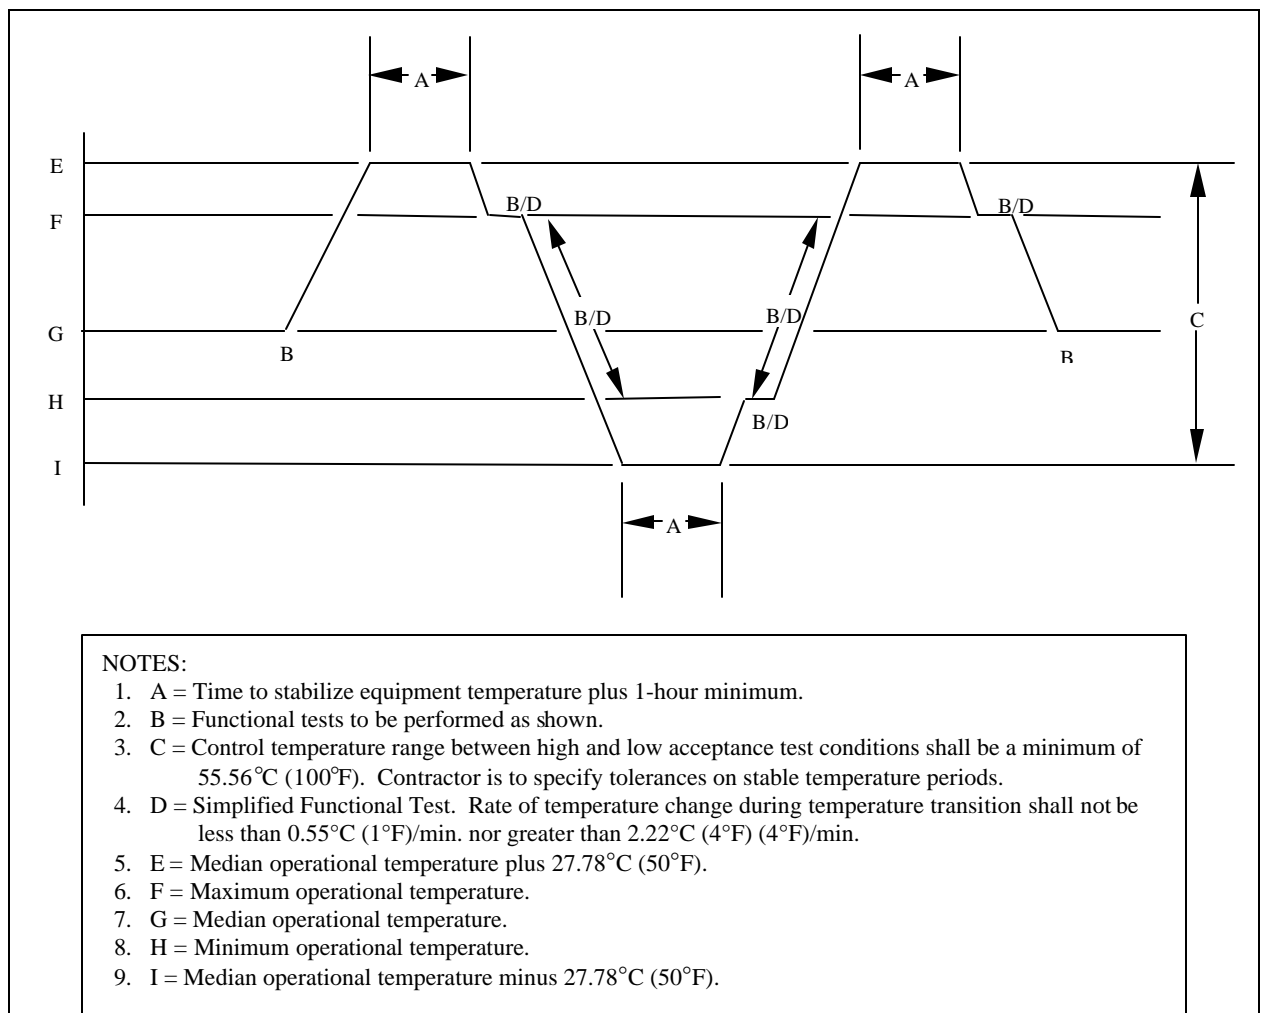 A A
E
F B/D B/D
G B/D B/D C
B B
H
B/D
I
A
NOTES:
1. A = Time to stabilize equipment temperature plus 1-hour minimum.
2. B = Functional tests to be performed as shown.
3. C = Control temperature range between high and low acceptance test conditions shall be a minimum of
55.56°C (100°F). Contractor is to specify tolerances on stable temperature periods.
4. D = Simplified Functional Test. Rate of temperature change during temperature transition shall not be
less than 0.55°C (1°F)/min. nor greater than 2.22°C (4°F) (4°F)/min.
5. E = Median operational temperature plus 27.78°C (50°F).
6. F = Maximum operational temperature.
7. G = Median operational temperature.
8. H = Minimum operational temperature.
9. I = Median operational temperature minus 27.78°C (50°F).